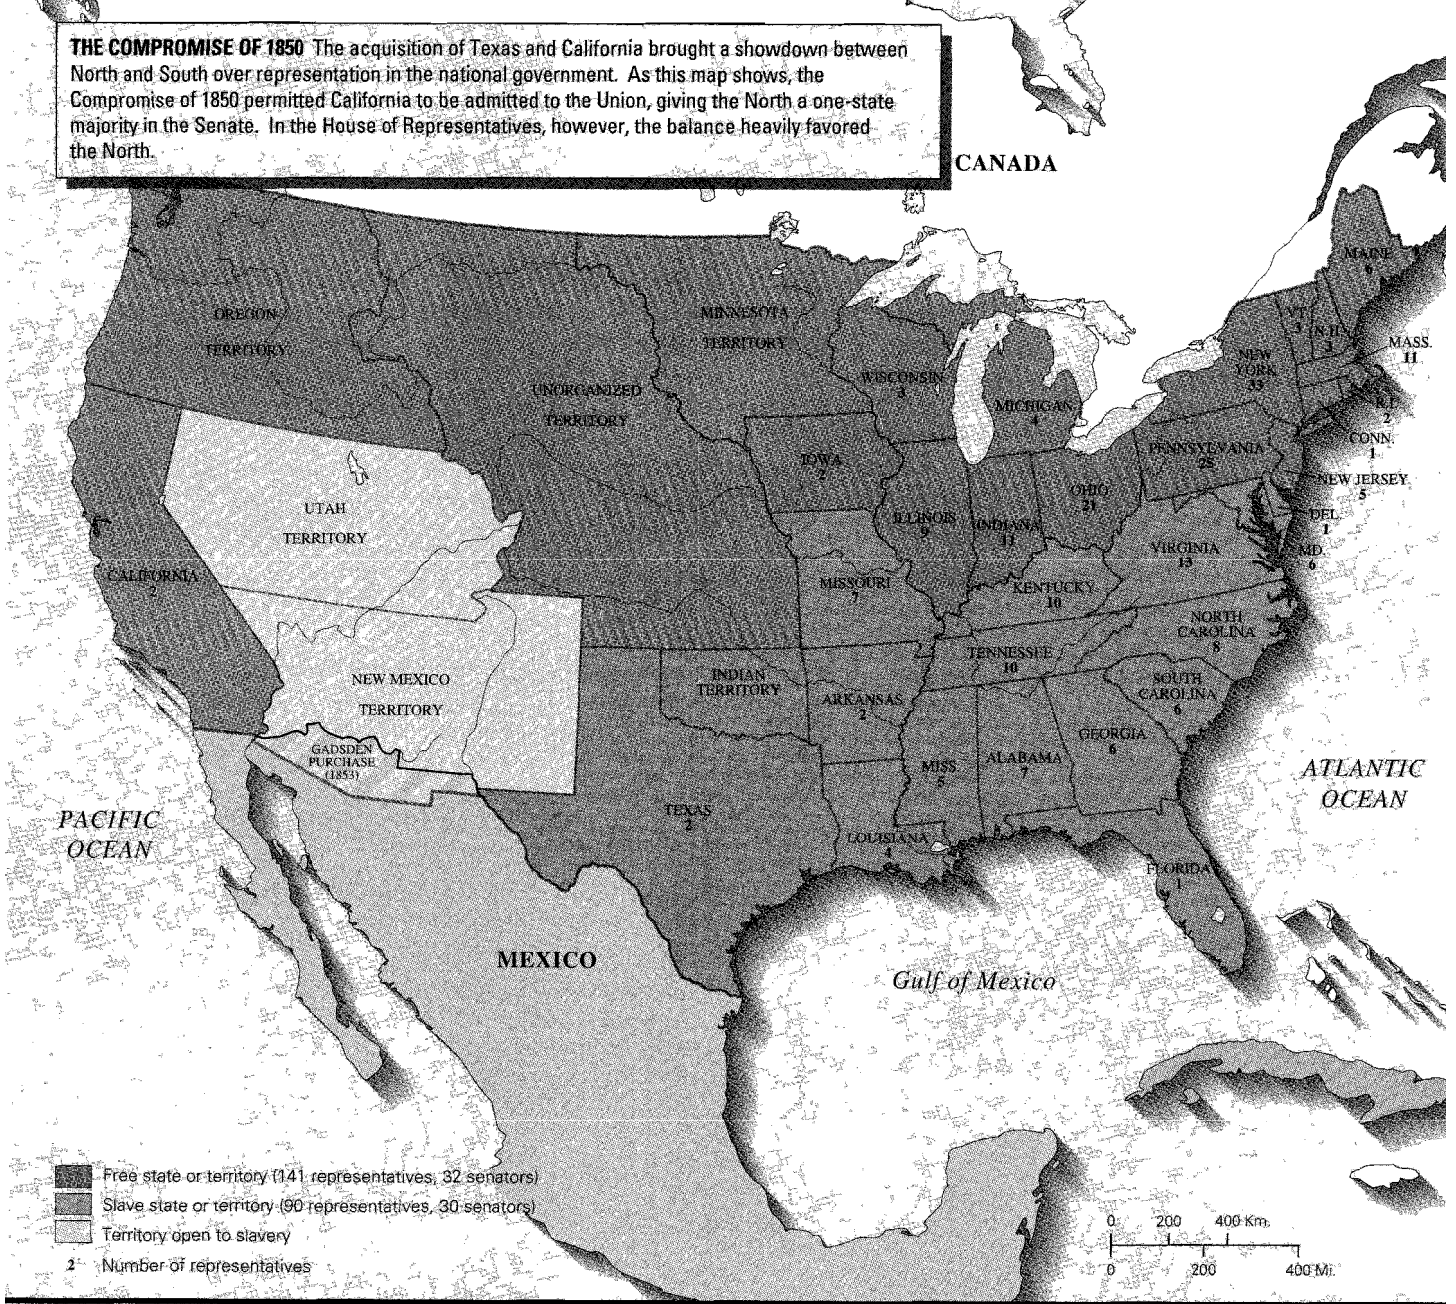 THE COMPROMISE OF 1850 The acquisition of Texas and California brought a showdown between
North and South over representation in the national government. As this map shows, the
Compromise of 1850 permitted California to be admitted to the Union, giving the North a one-state
majority in the Senate. In the House of Representatives, however, the balance heavily favored
the North.
CANADA
MAINE
6
OREGON
TERRITORY
MINNESOTA
TERRITORY
VT.
3
N.H.
3
MASS.
11
NEW
YORK
33
WISCONSIN
3
UNORGANIZED
TERRITORY
MICHIGAN
4
R.I.
2
CONN.
1
PENNSYLVANIA
25
IOWA
2
NEW JERSEY
5
OHIO
21
UTAH
TERRITORY
ILLINOIS
9
INDIANA
11
DEL.
1
VIRGINIA
13
MD.
6
CALIFORNIA
2
MISSOURI
7
KENTUCKY
10
NORTH
CAROLINA
8
TENNESSEE
10
NEW MEXICO
TERRITORY
INDIAN
TERRITORY
ARKANSAS
2
SOUTH
CAROLINA
6
GEORGIA
6
GADSDEN
PURCHASE
(1853)
MISS.
5
ALABAMA
7
ATLANTIC
OCEAN
PACIFIC
OCEAN
TEXAS
2
LOUISIANA
4
FLORIDA
1
MEXICO
Gulf of Mexico
Free state or territory (141 representatives, 32 senators)
Slave state or territory (90 representatives, 30 senators)
Territory open to slavery
2 Number of representatives
0 200 400 Km.
0 200 400 Mi.